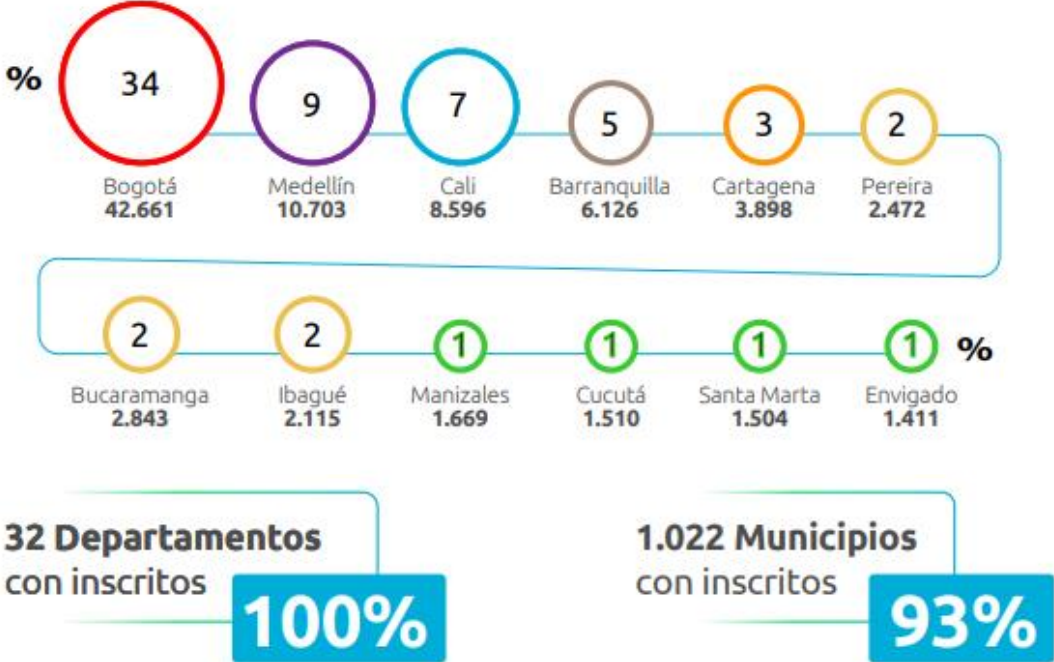 % 34 9 7 5 3 2
Bogotá Medellín Cali Barranquilla Cartagena Pereira
42.661 10.703 8.596 6.126 3.898 2.472
2 2 1 1 1 1 %
Bucaramanga Ibagué Manizales Cucutá Santa Marta Envigado
2.843 2.115 1.669 1.510 1.504 1.411
32 Departamentos
con inscritos
100%
1.022 Municipios
con inscritos
93%